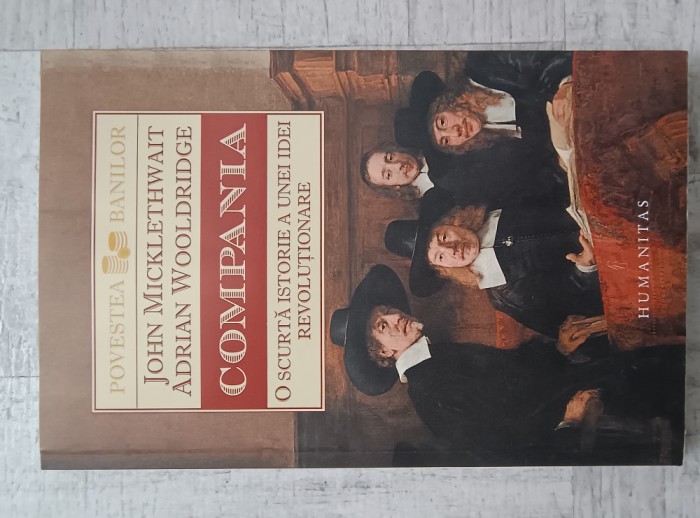 POVESTEA BANILOR
JOHN MICKLETHWAIT
ADRIAN WOOLDRIDGE
COMPANIA
O SCURTĂ ISTORIE A UNEI IDEI
REVOLUȚIONARE
HUMANITAS